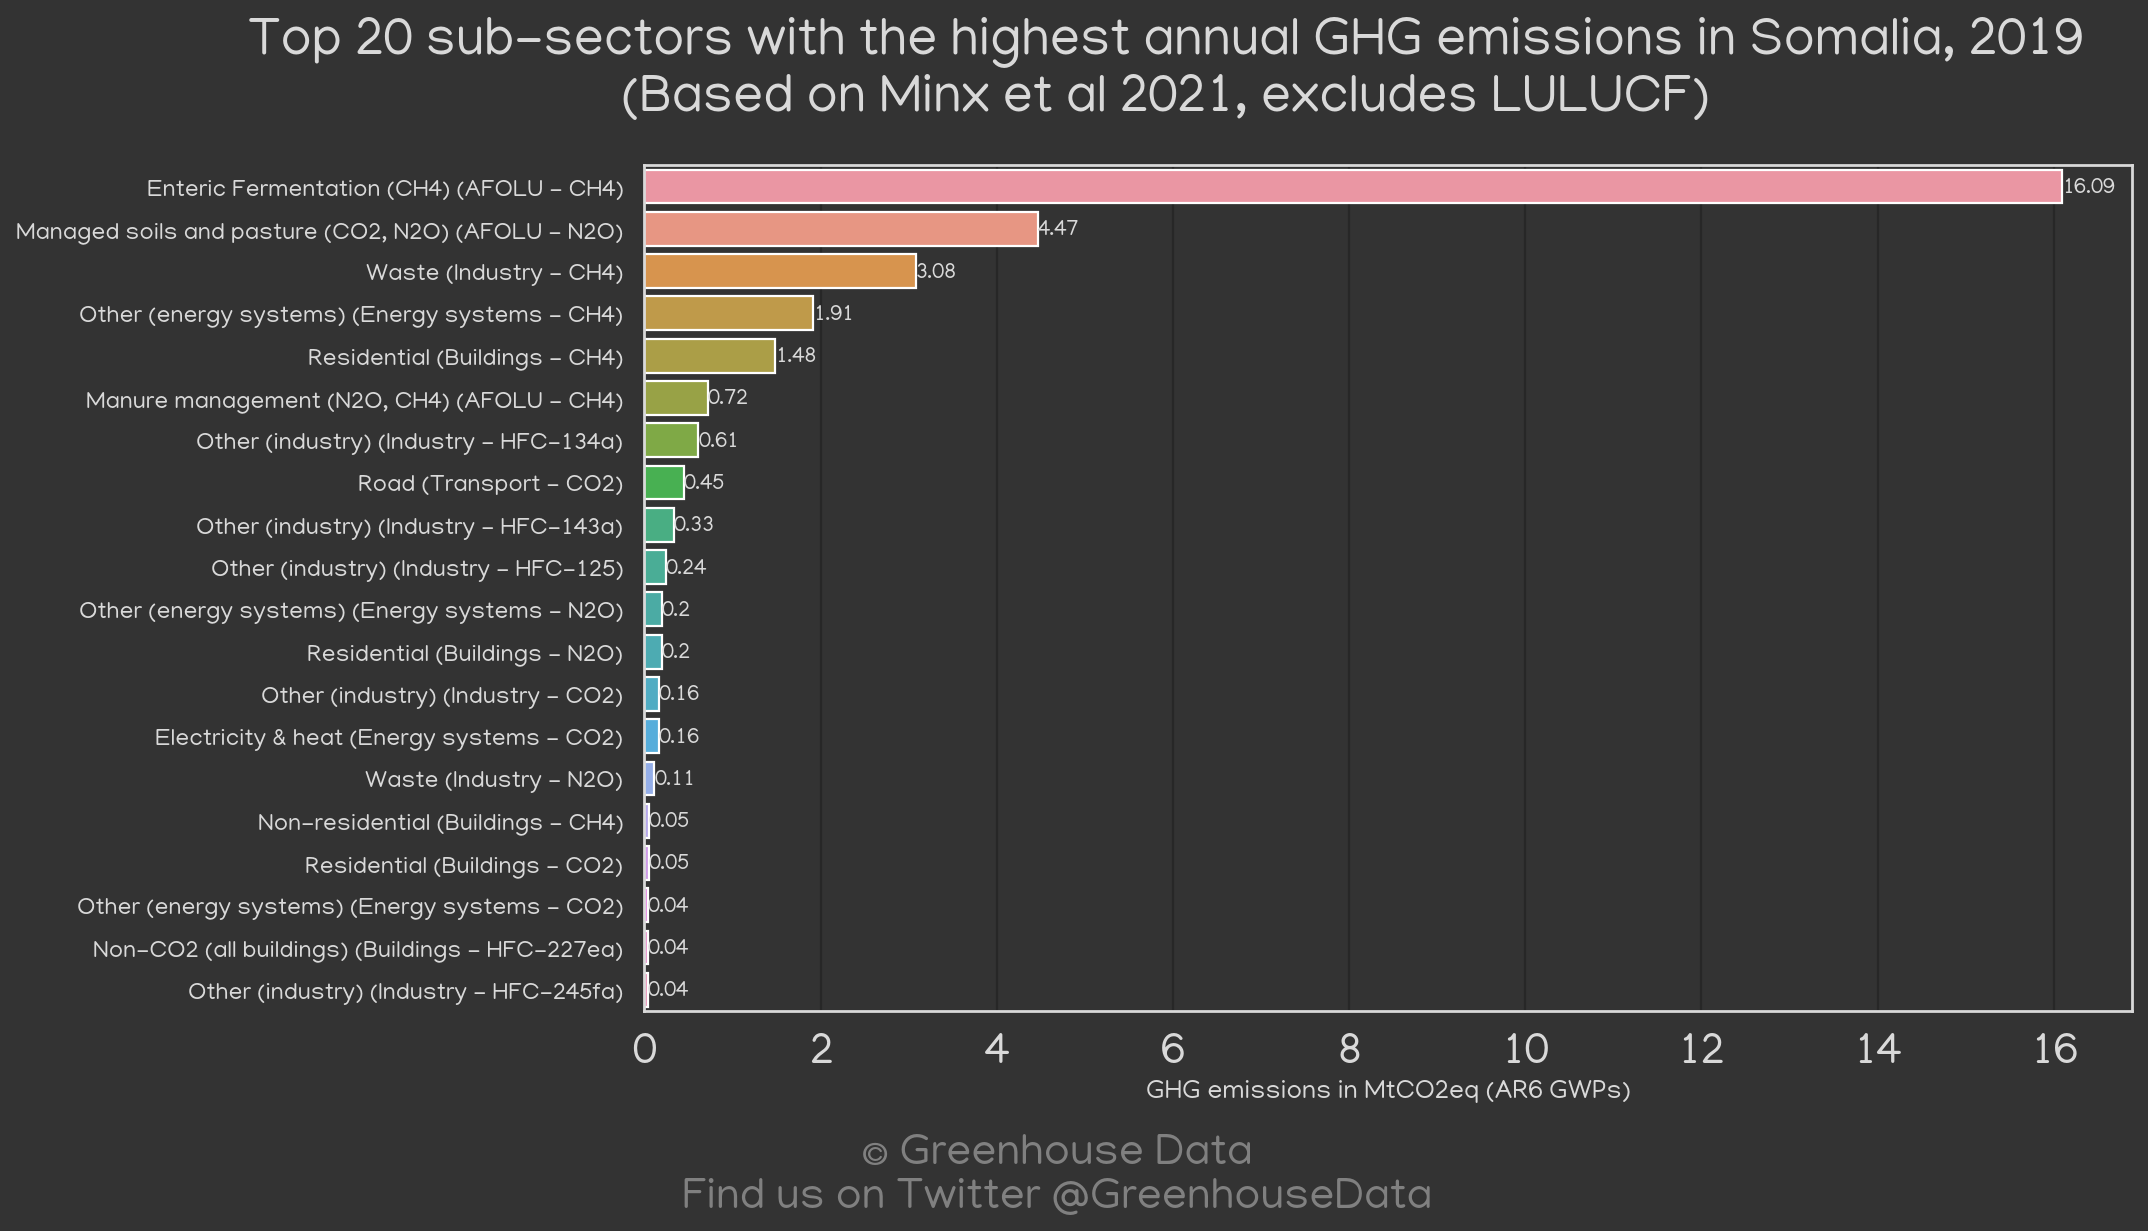 Top 20 sub-sectors with the highest annual GHG emissions in Somalia, 2019
(Based on Minx et al 2021, excludes LULUCF)
Enteric Fermentation (CH4) (AFOLU - CH4) 16.09
Managed soils and pasture (CO2, N2O) (AFOLU - N2O) 4.47
Waste (Industry - CH4) 3.08
Other (energy systems) (Energy systems - CH4) 1.91
Residential (Buildings - CH4) 1.48
Manure management (N2O, CH4) (AFOLU - CH4) 0.72
Other (industry) (Industry - HFC-134a) 0.61
Road (Transport - CO2) 0.45
Other (industry) (Industry - HFC-143a) 0.33
Other (industry) (Industry - HFC-125) 0.24
Other (energy systems) (Energy systems - N2O) 0.2
Residential (Buildings - N2O) 0.2
Other (industry) (Industry - CO2) 0.16
Electricity & heat (Energy systems - CO2) 0.16
Waste (Industry - N2O) 0.11
Non-residential (Buildings - CH4) 0.05
Residential (Buildings - CO2) 0.05
Other (energy systems) (Energy systems - CO2) 0.04
Non-CO2 (all buildings) (Buildings - HFC-227ea) 0.04
Other (industry) (Industry - HFC-245fa) 0.04
0 2 4 6 8 10 12 14 16
GHG emissions in MtCO2eq (AR6 GWPs)
© Greenhouse Data
Find us on Twitter @GreenhouseData